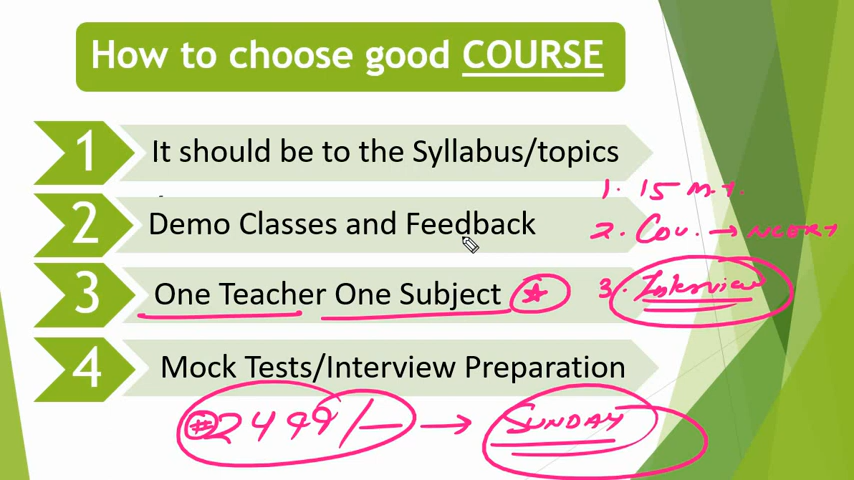 How to choose good COURSE
1 It should be to the Syllabus/topics
1. 15 M.T.
2 Demo Classes and Feedback
2. Cou. → NCERT
3 One Teacher One Subject
3. Interview
4 Mock Tests/Interview Preparation
#2499/- → SUNDAY